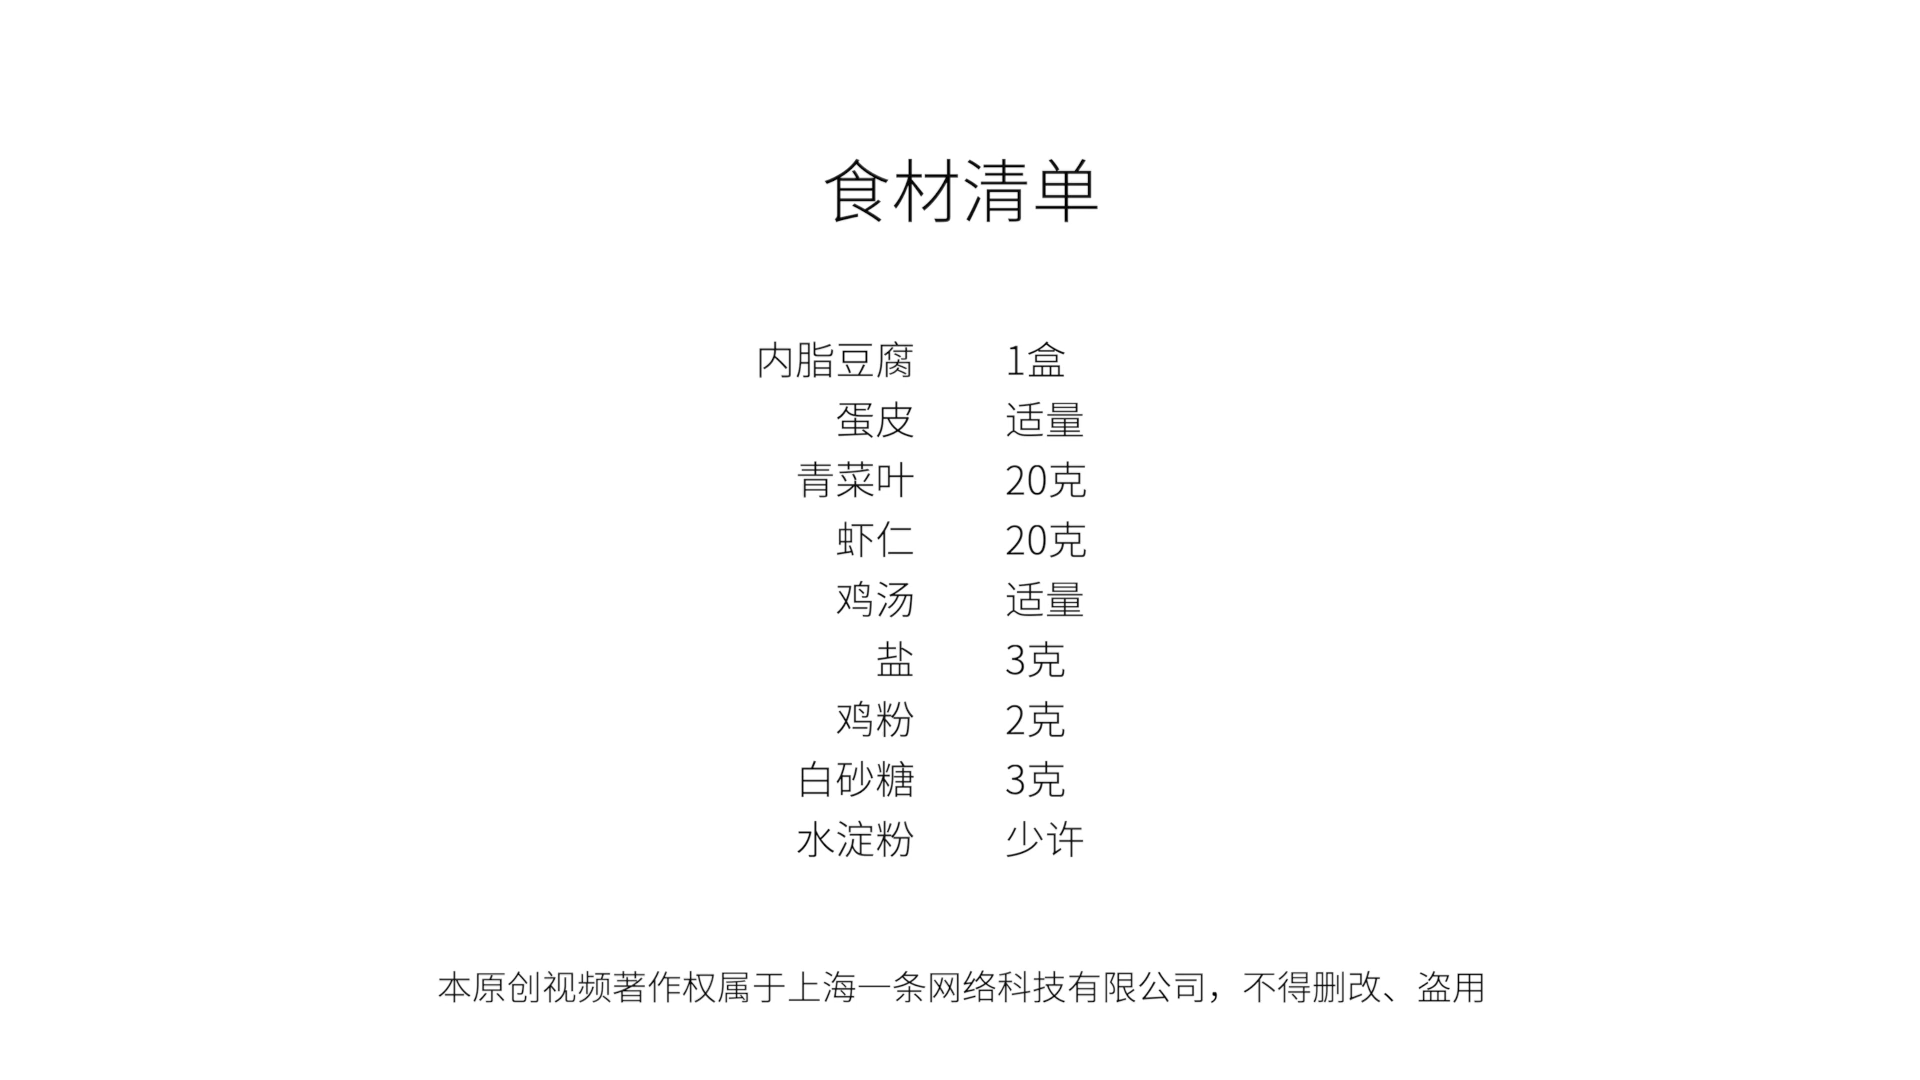 食材清单
内脂豆腐 1盒
蛋皮 适量
青菜叶 20克
虾仁 20克
鸡汤 适量
盐 3克
鸡粉 2克
白砂糖 3克
水淀粉 少许
本原创视频著作权属于上海一条网络科技有限公司，不得删改、盗用